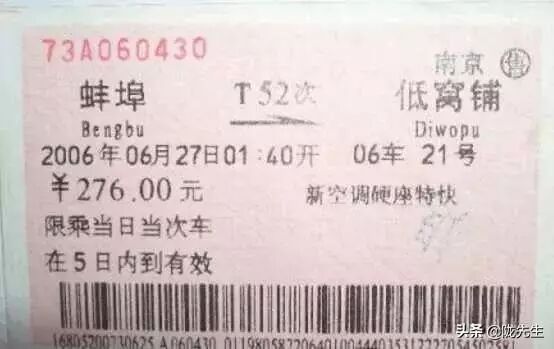 73A060430
南京 售
蚌埠 T52次 低窝铺
Bengbu Diwopu
2006年06月27日01:40开 06车 21号
¥276.00元 新空调硬座特快
限乘当日当次车
在5日内到有效
头条 @陇先生